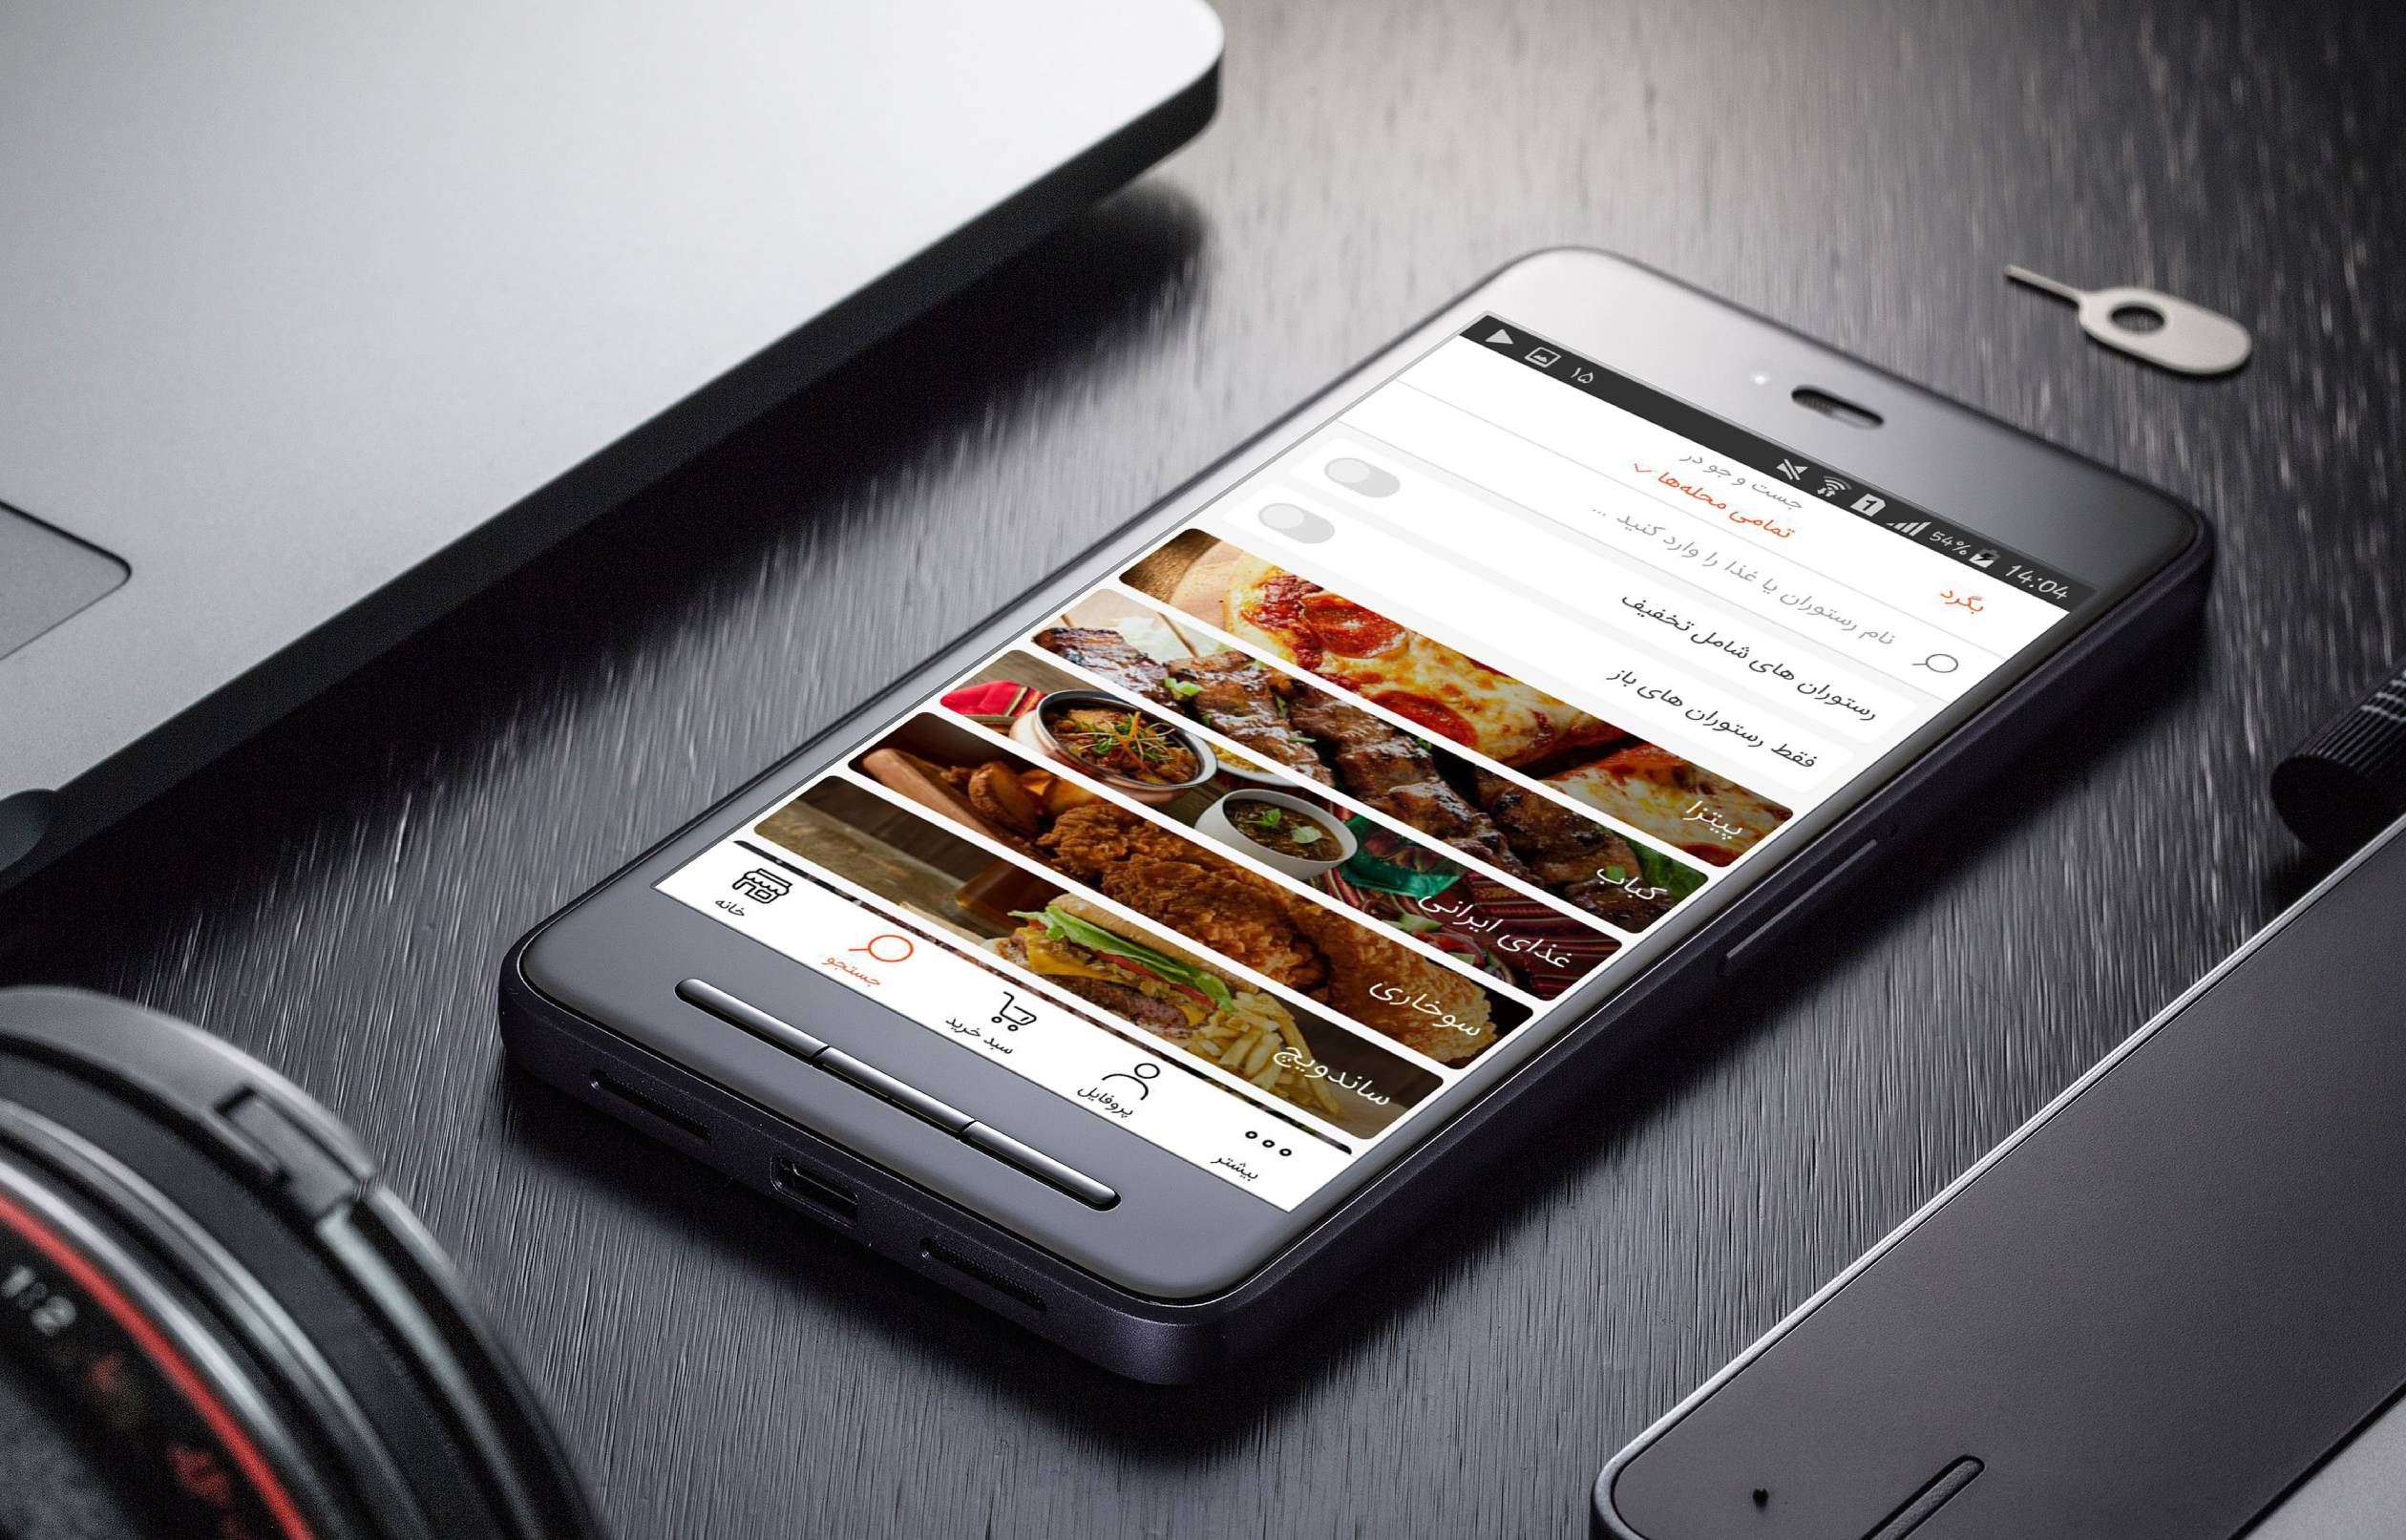 ۱۵ 54% 14:04
جست و جو در
تمامی محله‌ها
بگرد
نام رستوران یا غذا را وارد کنید ...
رستوران های شامل تخفیف
فقط رستوران های باز
پیتزا
کباب
غذای ایرانی
سوخاری
ساندویچ
خانه
جستجو
سبد خرید
پروفایل
بیشتر
1:2